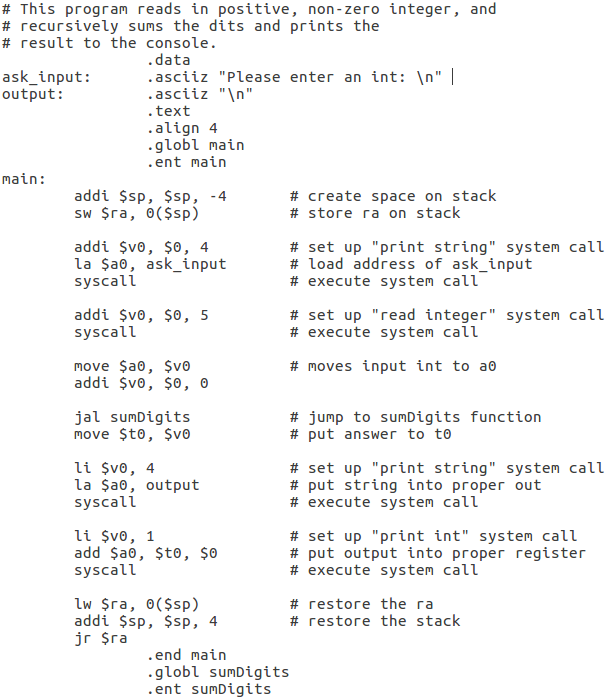 # This program reads in positive, non-zero integer, and
# recursively sums the dits and prints the
# result to the console.
.data
ask_input: .asciiz "Please enter an int: \n"
output: .asciiz "\n"
.text
.align 4
.globl main
.ent main
main:
addi $sp, $sp, -4 # create space on stack
sw $ra, 0($sp) # store ra on stack
addi $v0, $0, 4 # set up "print string" system call
la $a0, ask_input # load address of ask_input
syscall # execute system call
addi $v0, $0, 5 # set up "read integer" system call
syscall # execute system call
move $a0, $v0 # moves input int to a0
addi $v0, $0, 0
jal sumDigits # jump to sumDigits function
move $t0, $v0 # put answer to t0
li $v0, 4 # set up "print string" system call
la $a0, output # put string into proper out
syscall # execute system call
li $v0, 1 # set up "print int" system call
add $a0, $t0, $0 # put output into proper register
syscall # execute system call
lw $ra, 0($sp) # restore the ra
addi $sp, $sp, 4 # restore the stack
jr $ra
.end main
.globl sumDigits
.ent sumDigits